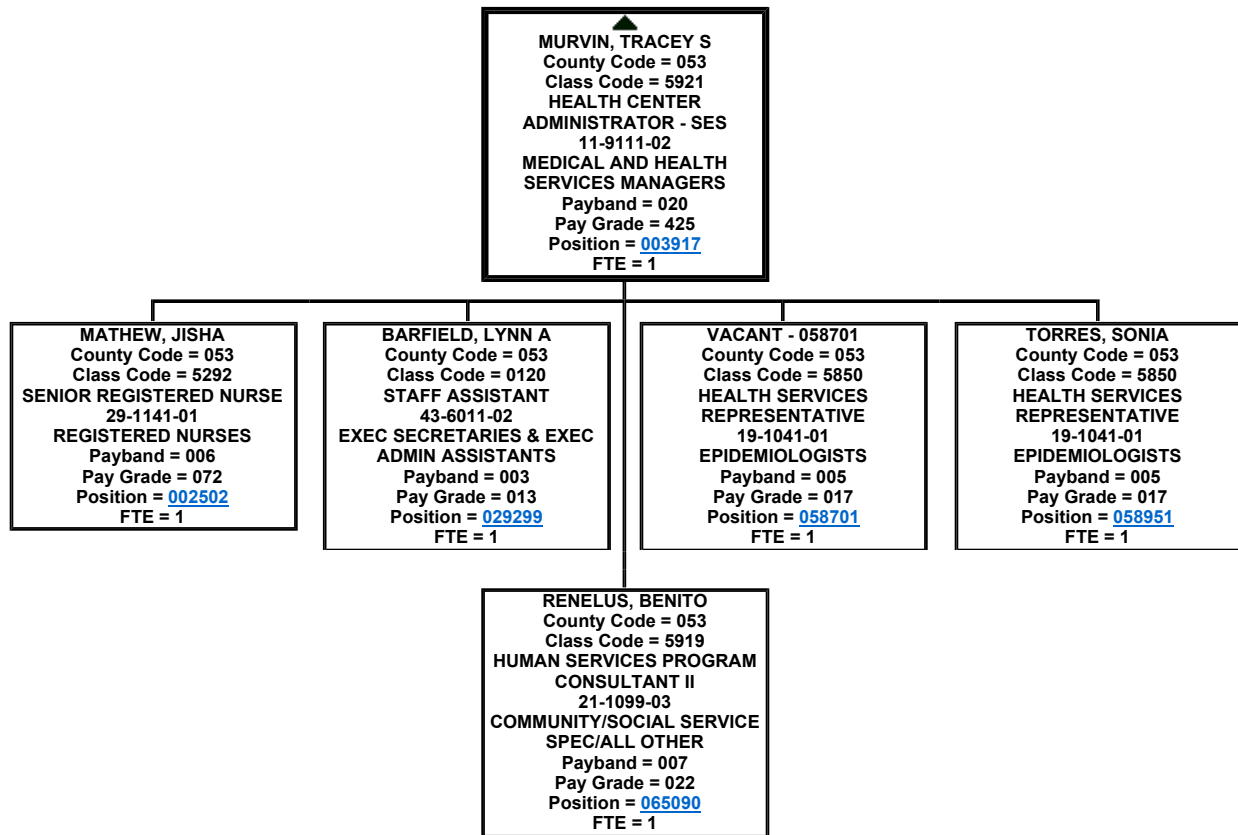 MURVIN, TRACEY S
County Code = 053
Class Code = 5921
HEALTH CENTER
ADMINISTRATOR - SES
11-9111-02
MEDICAL AND HEALTH
SERVICES MANAGERS
Payband = 020
Pay Grade = 425
Position = 003917
FTE = 1
MATHEW, JISHA
County Code = 053
Class Code = 5292
SENIOR REGISTERED NURSE
29-1141-01
REGISTERED NURSES
Payband = 006
Pay Grade = 072
Position = 002502
FTE = 1
BARFIELD, LYNN A
County Code = 053
Class Code = 0120
STAFF ASSISTANT
43-6011-02
EXEC SECRETARIES & EXEC
ADMIN ASSISTANTS
Payband = 003
Pay Grade = 013
Position = 029299
FTE = 1
VACANT - 058701
County Code = 053
Class Code = 5850
HEALTH SERVICES
REPRESENTATIVE
19-1041-01
EPIDEMIOLOGISTS
Payband = 005
Pay Grade = 017
Position = 058701
FTE = 1
TORRES, SONIA
County Code = 053
Class Code = 5850
HEALTH SERVICES
REPRESENTATIVE
19-1041-01
EPIDEMIOLOGISTS
Payband = 005
Pay Grade = 017
Position = 058951
FTE = 1
RENELUS, BENITO
County Code = 053
Class Code = 5919
HUMAN SERVICES PROGRAM
CONSULTANT II
21-1099-03
COMMUNITY/SOCIAL SERVICE
SPEC/ALL OTHER
Payband = 007
Pay Grade = 022
Position = 065090
FTE = 1